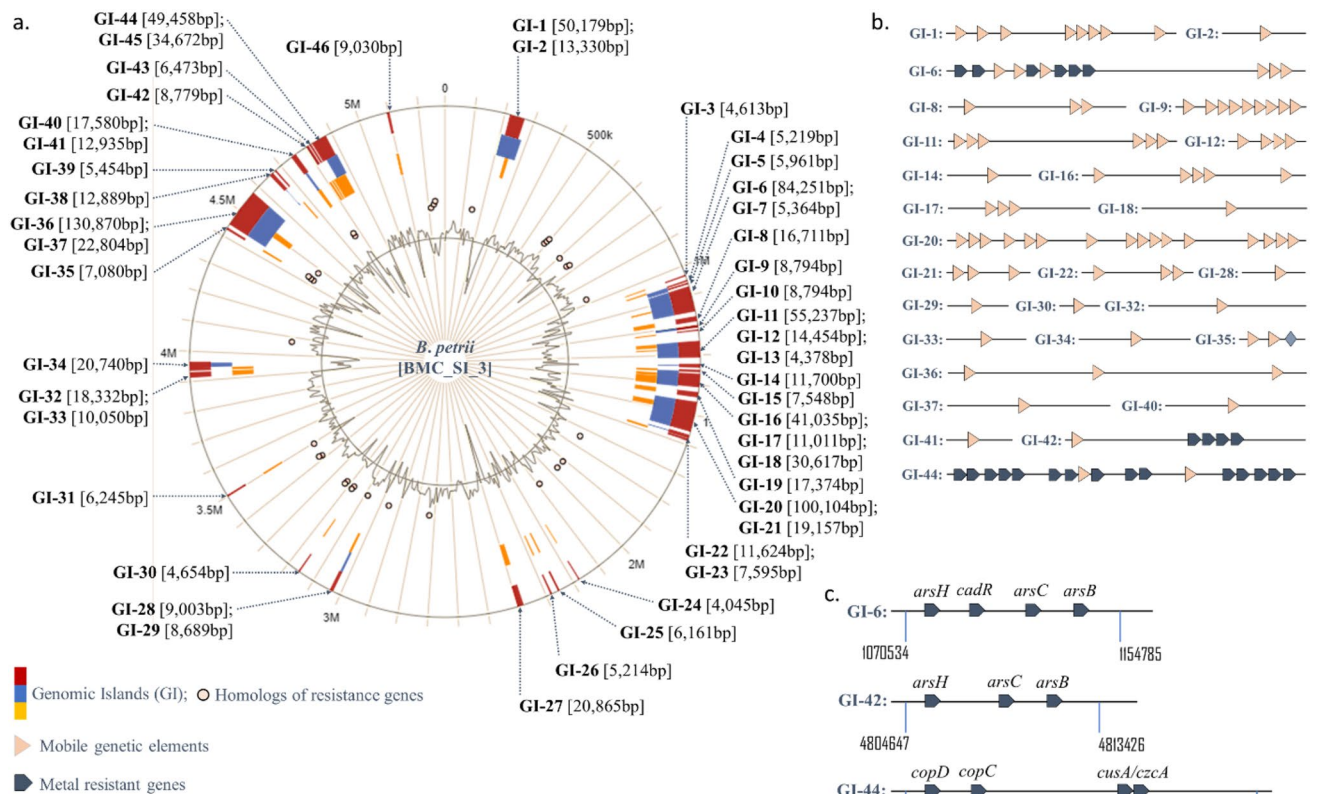 a.
GI-44 [49,458bp];
GI-45 [34,672bp]
GI-43
[6,473bp]
GI-42
[8,779bp]
GI-40 [17,580bp];
GI-41 [12,935bp]
GI-39
[5,454bp]
GI-38
[12,889bp]
GI-36 [130,870bp];
GI-37 [22,804bp]
GI-35 [7,080bp]
GI-34 [20,740bp]
GI-32 [18,332bp];
GI-33 [10,050bp]
GI-31 [6,245bp]
GI-30 [4,654bp]
GI-28 [9,003bp];
GI-29 [8,689bp]
GI-46 [9,030bp]
GI-1 [50,179bp];
GI-2 [13,330bp]
GI-3 [4,613bp]
GI-4 [5,219bp]
GI-5 [5,961bp]
GI-6 [84,251bp];
GI-7 [5,364bp]
GI-8 [16,711bp]
GI-9 [8,794bp]
GI-10 [8,794bp]
GI-11 [55,237bp];
GI-12 [14,454bp];
GI-13 [4,378bp]
GI-14 [11,700bp]
GI-15 [7,548bp]
GI-16 [41,035bp];
GI-17 [11,011bp]
GI-18 [30,617bp]
GI-19 [17,374bp]
GI-20 [100,104bp];
GI-21 [19,157bp]
GI-22 [11,624bp];
GI-23 [7,595bp]
GI-24 [4,045bp]
GI-25 [6,161bp]
GI-26 [5,214bp]
GI-27 [20,865bp]
0
500k
2M
3M
3.5M
4M
4.5M
5M
B. petrii
[BMC_SI_3]
Genomic Islands (GI);
Homologs of resistance genes
Mobile genetic elements
Metal resistant genes
b.
GI-1: GI-2:
GI-6:
GI-8: GI-9:
GI-11: GI-12:
GI-14: GI-16:
GI-17: GI-18:
GI-20:
GI-21: GI-22: GI-28:
GI-29: GI-30: GI-32:
GI-33: GI-34: GI-35:
GI-36:
GI-37: GI-40:
GI-41: GI-42:
GI-44:
c.
arsH cadR arsC arsB
GI-6:
1070534 1154785
arsH arsC arsB
GI-42:
4804647 4813426
copD copC cusA/czcA
GI-44: